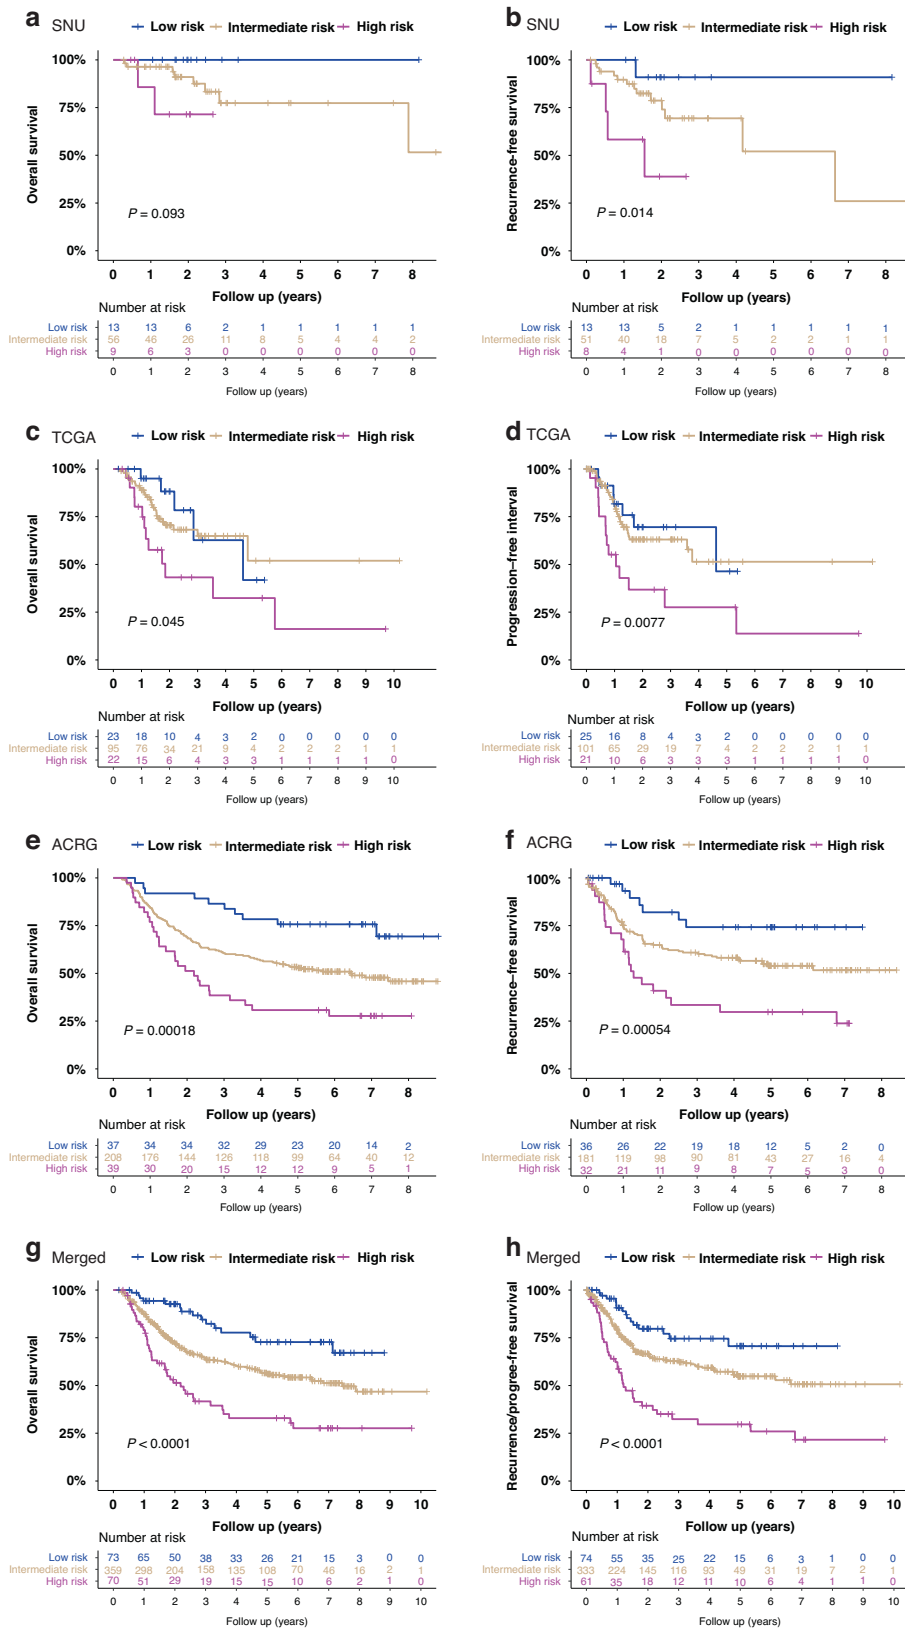 a SNU
Low risk Intermediate risk High risk
100%
75%
50%
25%
0%
Overall survival
P = 0.093
0 1 2 3 4 5 6 7 8
Follow up (years)
Number at risk
Low risk 13 13 6 2 1 1 1 1 1
Intermediate risk 56 46 26 11 8 5 4 4 2
High risk 9 6 3 0 0 0 0 0 0
0 1 2 3 4 5 6 7 8
Follow up (years)
b SNU
Low risk Intermediate risk High risk
100%
75%
50%
25%
0%
Recurrence-free survival
P = 0.014
0 1 2 3 4 5 6 7 8
Follow up (years)
Number at risk
Low risk 13 13 5 2 1 1 1 1 1
Intermediate risk 51 40 18 7 5 2 2 1 1
High risk 8 4 1 0 0 0 0 0 0
0 1 2 3 4 5 6 7 8
Follow up (years)
c TCGA
Low risk Intermediate risk High risk
100%
75%
50%
25%
0%
Overall survival
P = 0.045
0 1 2 3 4 5 6 7 8 9 10
Follow up (years)
Number at risk
Low risk 23 18 10 4 3 2 0 0 0 0 0
Intermediate risk 95 76 34 21 9 4 2 2 2 1 1
High risk 22 15 6 4 3 3 1 1 1 1 0
0 1 2 3 4 5 6 7 8 9 10
Follow up (years)
d TCGA
Low risk Intermediate risk High risk
100%
75%
50%
25%
0%
Progression–free interval
P = 0.0077
0 1 2 3 4 5 6 7 8 9 10
Follow up (years)
Number at risk
Low risk 25 16 8 4 3 2 0 0 0 0 0
Intermediate risk 101 65 29 19 7 4 2 2 2 1 1
High risk 21 10 6 3 3 3 1 1 1 1 0
0 1 2 3 4 5 6 7 8 9 10
Follow up (years)
e ACRG
Low risk Intermediate risk High risk
100%
75%
50%
25%
0%
Overall survival
P = 0.00018
0 1 2 3 4 5 6 7 8
Follow up (years)
Number at risk
Low risk 37 34 34 32 29 23 20 14 2
Intermediate risk 208 176 144 126 118 99 64 40 12
High risk 39 30 20 15 12 12 9 5 1
0 1 2 3 4 5 6 7 8
Follow up (years)
f ACRG
Low risk Intermediate risk High risk
100%
75%
50%
25%
0%
Recurrence–free survival
P = 0.00054
0 1 2 3 4 5 6 7 8
Follow up (years)
Number at risk
Low risk 36 26 22 19 18 12 5 2 0
Intermediate risk 181 119 98 90 81 43 27 16 4
High risk 32 21 11 9 8 7 5 3 0
0 1 2 3 4 5 6 7 8
Follow up (years)
g Merged
Low risk Intermediate risk High risk
100%
75%
50%
25%
0%
Overall survival
P < 0.0001
0 1 2 3 4 5 6 7 8 9 10
Follow up (years)
Number at risk
Low risk 73 65 50 38 33 26 21 15 3 0 0
Intermediate risk 359 298 204 158 135 108 70 46 16 2 1
High risk 70 51 29 19 15 15 10 6 2 1 0
0 1 2 3 4 5 6 7 8 9 10
Follow up (years)
h Merged
Low risk Intermediate risk High risk
100%
75%
50%
25%
0%
Recurrence/progree-free survival
P < 0.0001
0 1 2 3 4 5 6 7 8 9 10
Follow up (years)
Number at risk
Low risk 74 55 35 25 22 15 6 3 1 0 0
Intermediate risk 333 224 145 116 93 49 31 19 7 2 1
High risk 61 35 18 12 11 10 6 4 1 1 0
0 1 2 3 4 5 6 7 8 9 10
Follow up (years)